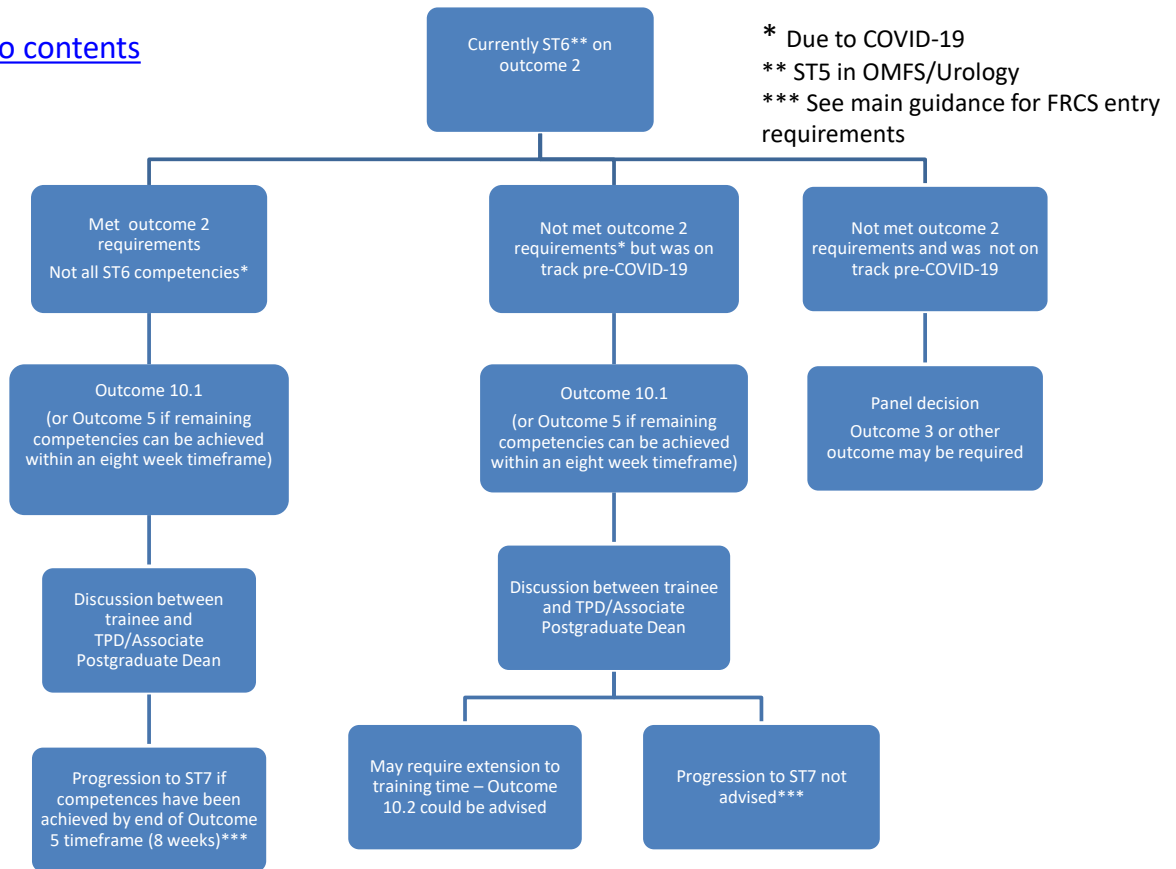 o contents
Currently ST6** on
outcome 2
* Due to COVID-19
** ST5 in OMFS/Urology
*** See main guidance for FRCS entry
requirements
Met outcome 2
requirements
Not all ST6 competencies*
Not met outcome 2
requirements* but was on
track pre-COVID-19
Not met outcome 2
requirements and was not on
track pre-COVID-19
Outcome 10.1
(or Outcome 5 if remaining
competencies can be achieved
within an eight week timeframe)
Outcome 10.1
(or Outcome 5 if remaining
competencies can be achieved
within an eight week timeframe)
Panel decision
Outcome 3 or other
outcome may be required
Discussion between
trainee and
TPD/Associate
Postgraduate Dean
Discussion between trainee
and TPD/Associate
Postgraduate Dean
Progression to ST7 if
competences have been
achieved by end of Outcome
5 timeframe (8 weeks)***
May require extension to
training time – Outcome
10.2 could be advised
Progression to ST7 not
advised***